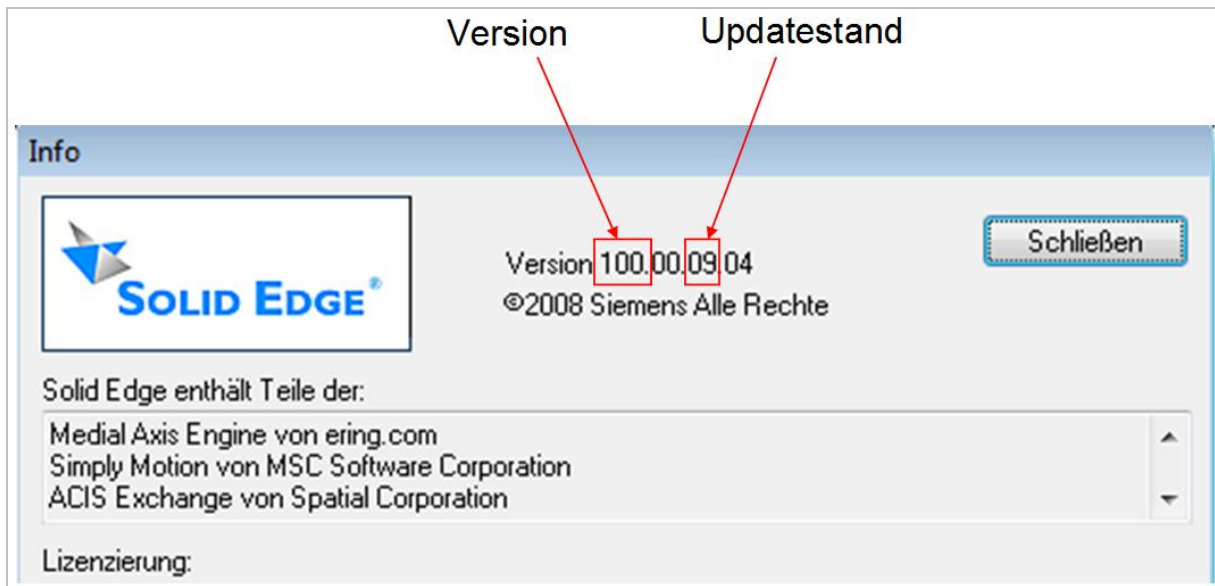 Version Updatestand
Info
SOLID EDGE®
Version 100.00.09.04
©2008 Siemens Alle Rechte
Schließen
Solid Edge enthält Teile der:
Medial Axis Engine von ering.com
Simply Motion von MSC Software Corporation
ACIS Exchange von Spatial Corporation
Lizenzierung: